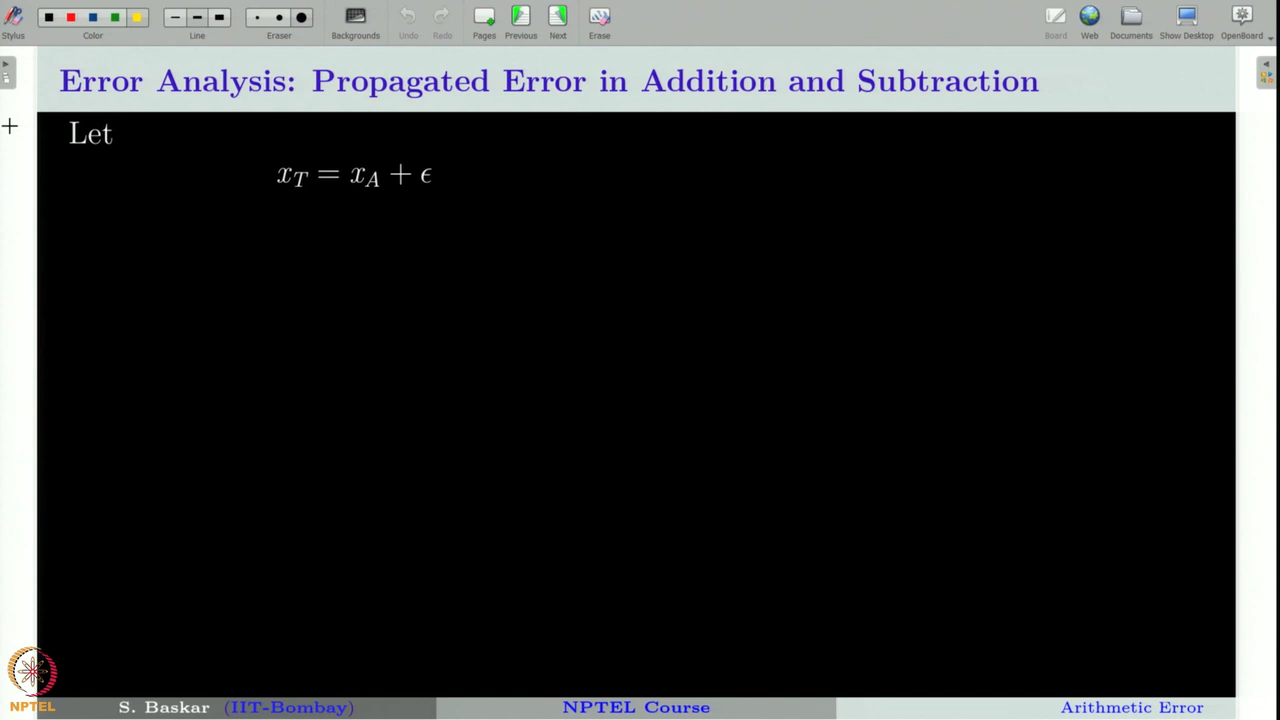 Stylus Color Line Eraser Backgrounds Undo Redo Pages Previous Next Erase Board Web Documents Show Desktop OpenBoard
Error Analysis: Propagated Error in Addition and Subtraction
Let
x_T = x_A + ϵ
NPTEL
S. Baskar (IIT-Bombay) NPTEL Course Arithmetic Error